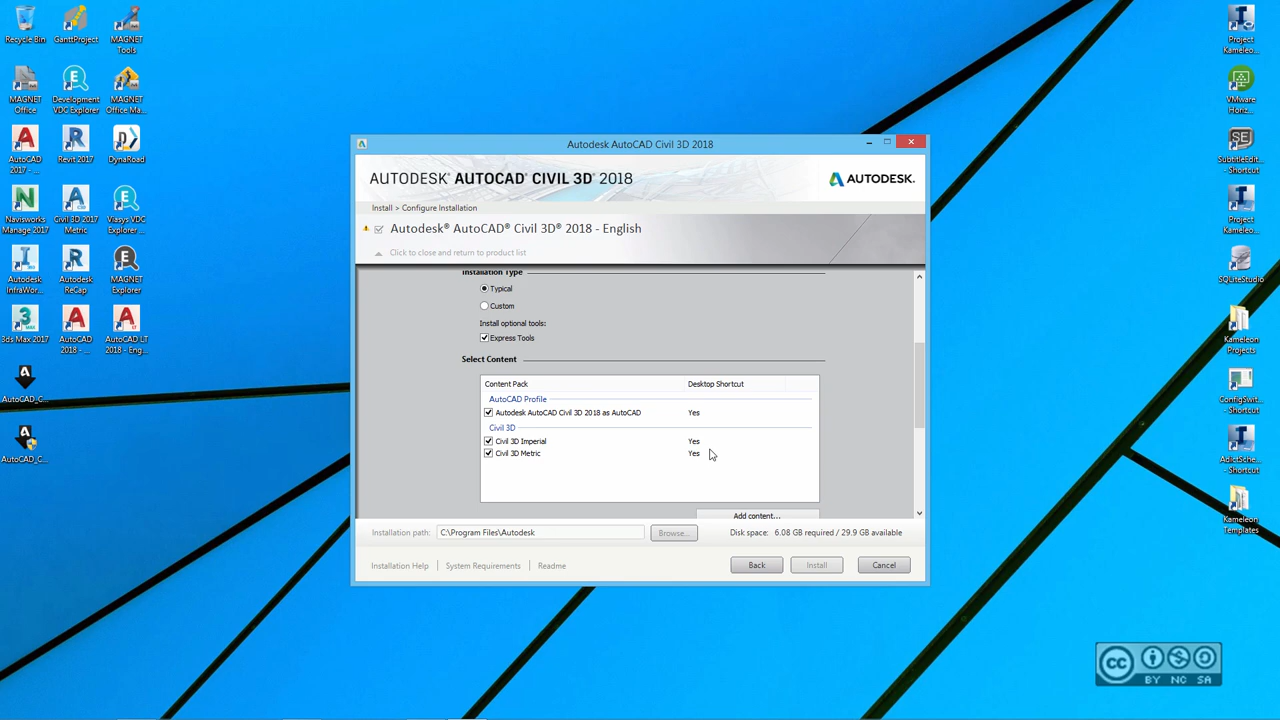 Recycle Bin
GanttProject
MAGNET
Tools
MAGNET
Office
Development
VDC Explorer
MAGNET
Office Ma...
AutoCAD
2017 - ...
Revit 2017
DynaRoad
Navisworks
Manage 2017
Civil 3D 2017
Metric
Viasys VDC
Explorer ...
Autodesk
InfraWor...
Autodesk
ReCap
MAGNET
Explorer
3ds Max 2017
AutoCAD
2018 - ...
AutoCAD LT
2018 - Eng...
AutoCAD_C...
AutoCAD_C...
Autodesk AutoCAD Civil 3D 2018
AUTODESK® AUTOCAD® CIVIL 3D® 2018
AUTODESK.
Install > Configure Installation
Autodesk® AutoCAD® Civil 3D® 2018 - English
Click to close and return to product list
Installation Type
Typical
Custom
Install optional tools:
Express Tools
Select Content
Content Pack Desktop Shortcut
AutoCAD Profile
Autodesk AutoCAD Civil 3D 2018 as AutoCAD Yes
Civil 3D
Civil 3D Imperial Yes
Civil 3D Metric Yes
Add content...
Installation path: C:\Program Files\Autodesk Browse... Disk space: 6.08 GB required / 29.9 GB available
Installation Help System Requirements Readme Back Install Cancel
Project
Kameleo...
VMware
Horiz...
SE
SubtitleEdit...
- Shortcut
Project
Kameleo...
SQLiteStudio
Kameleon
Projects
ConfigSwit...
- Shortcut
AdictSche...
- Shortcut
Kameleon
Templates
cc
BY NC SA